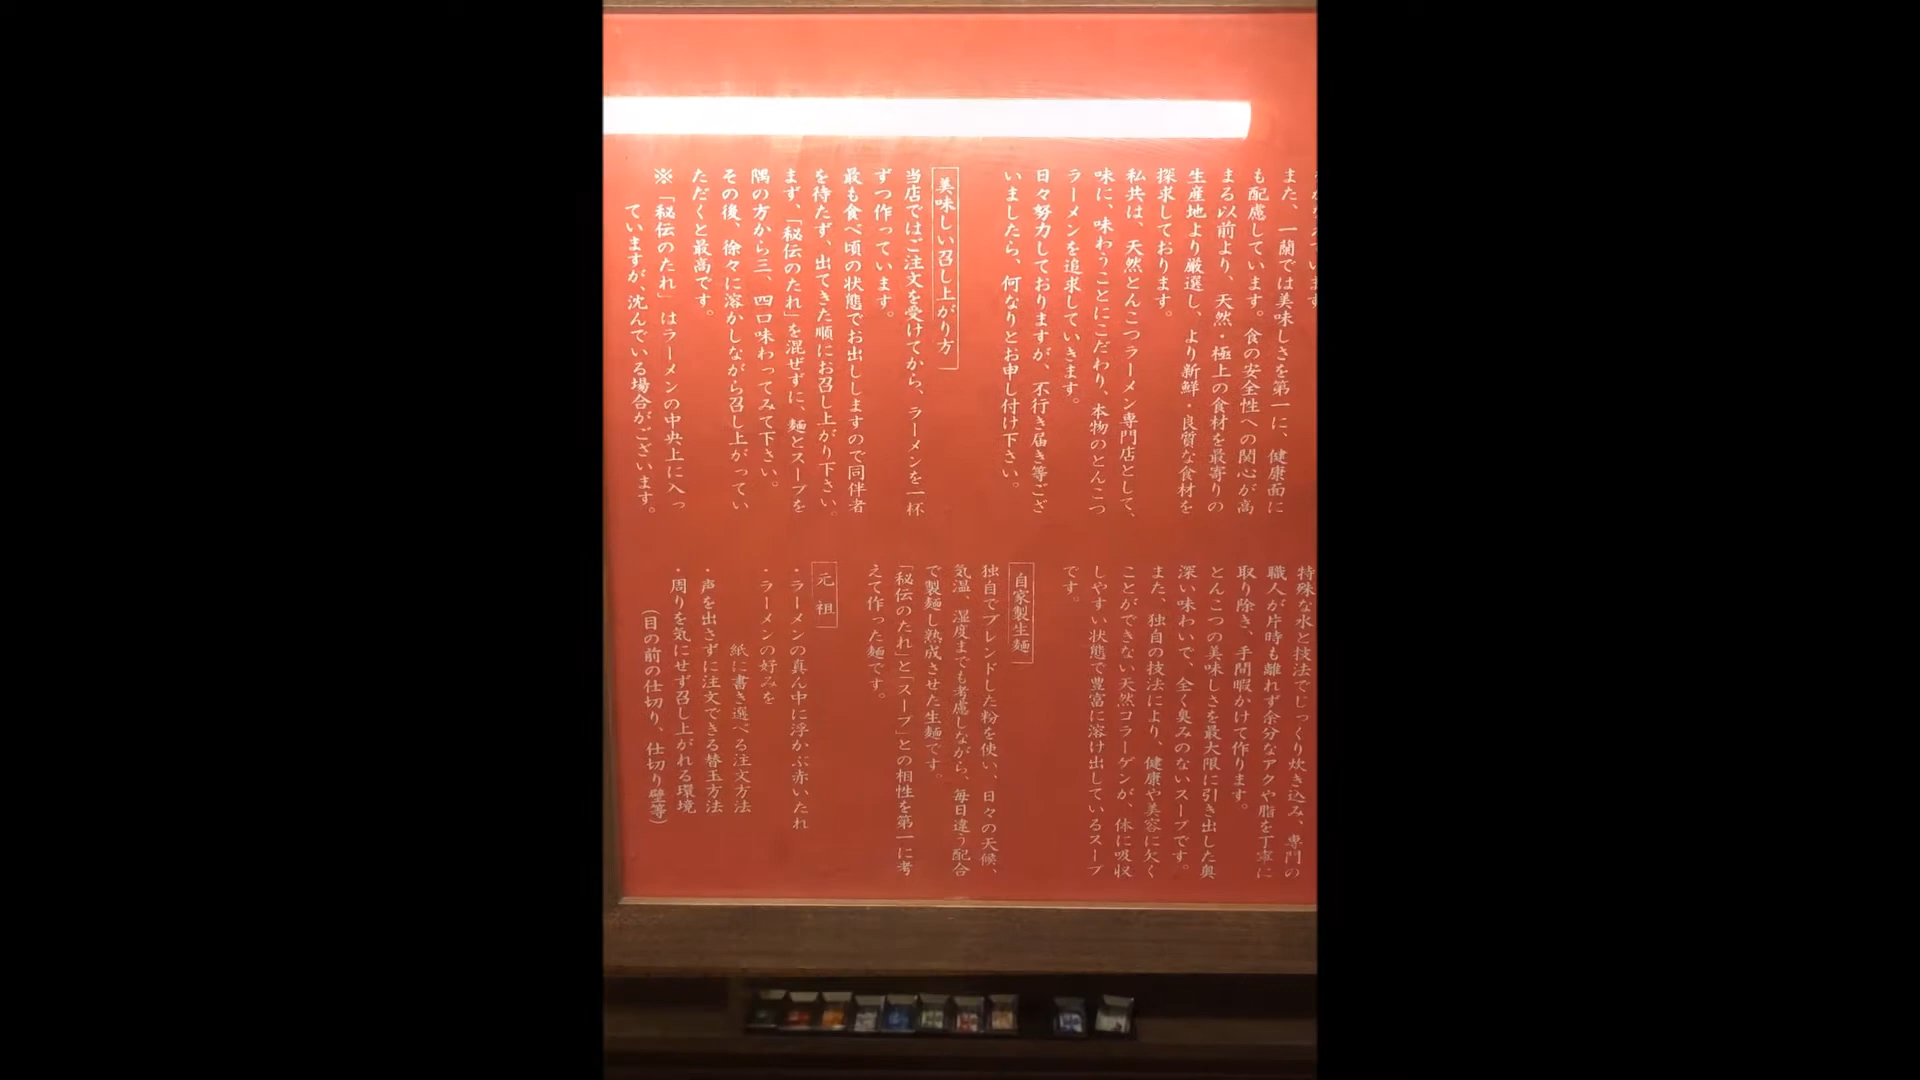 また、一蘭では美味しさを第一に、健康面に
も配慮しています。食の安全性への関心が高
まる以前より、天然・極上の食材を最寄りの
生産地より厳選し、より新鮮・良質な食材を
探求しております。
私共は、天然とんこつラーメン専門店として、
味に、味わうことにこだわり、本物のとんこつ
ラーメンを追求していきます。
日々努力しておりますが、不行き届き等ござ
いましたら、何なりとお申し付け下さい。
美味しい召し上がり方
当店ではご注文を受けてから、ラーメンを一杯
ずつ作っています。
最も食べ頃の状態でお出ししますので同伴者
を待たず、出てきた順にお召し上がり下さい。
まず、「秘伝のたれ」を混ぜずに、麺とスープを
隅の方から三、四口味わってみて下さい。
その後、徐々に溶かしながら召し上がってい
ただくと最高です。
※「秘伝のたれ」はラーメンの中央上に入っ
ていますが、沈んでいる場合がございます。
特殊な水と技法でじっくり炊き込み、専門の
職人が片時も離れず余分なアクや脂を丁寧に
取り除き、手間暇かけて作ります。
とんこつの美味しさを最大限に引き出した奥
深い味わいで、全く臭みのないスープです。
また、独自の技法により、健康や美容に欠く
ことができない天然コラーゲンが、体に吸収
しやすい状態で豊富に溶け出しているスープ
です。
自家製生麺
独自でブレンドした粉を使い、日々の天候、
気温、湿度までも考慮しながら、毎日違う配合
で製麺し熟成させた生麺です。
「秘伝のたれ」と「スープ」との相性を第一に考
えて作った麺です。
元祖
・ラーメンの真ん中に浮かぶ赤いたれ
・ラーメンの好みを
紙に書き選べる注文方法
・声を出さずに注文できる替玉方法
・周りを気にせず召し上がれる環境
(目の前の仕切り、仕切り壁等)